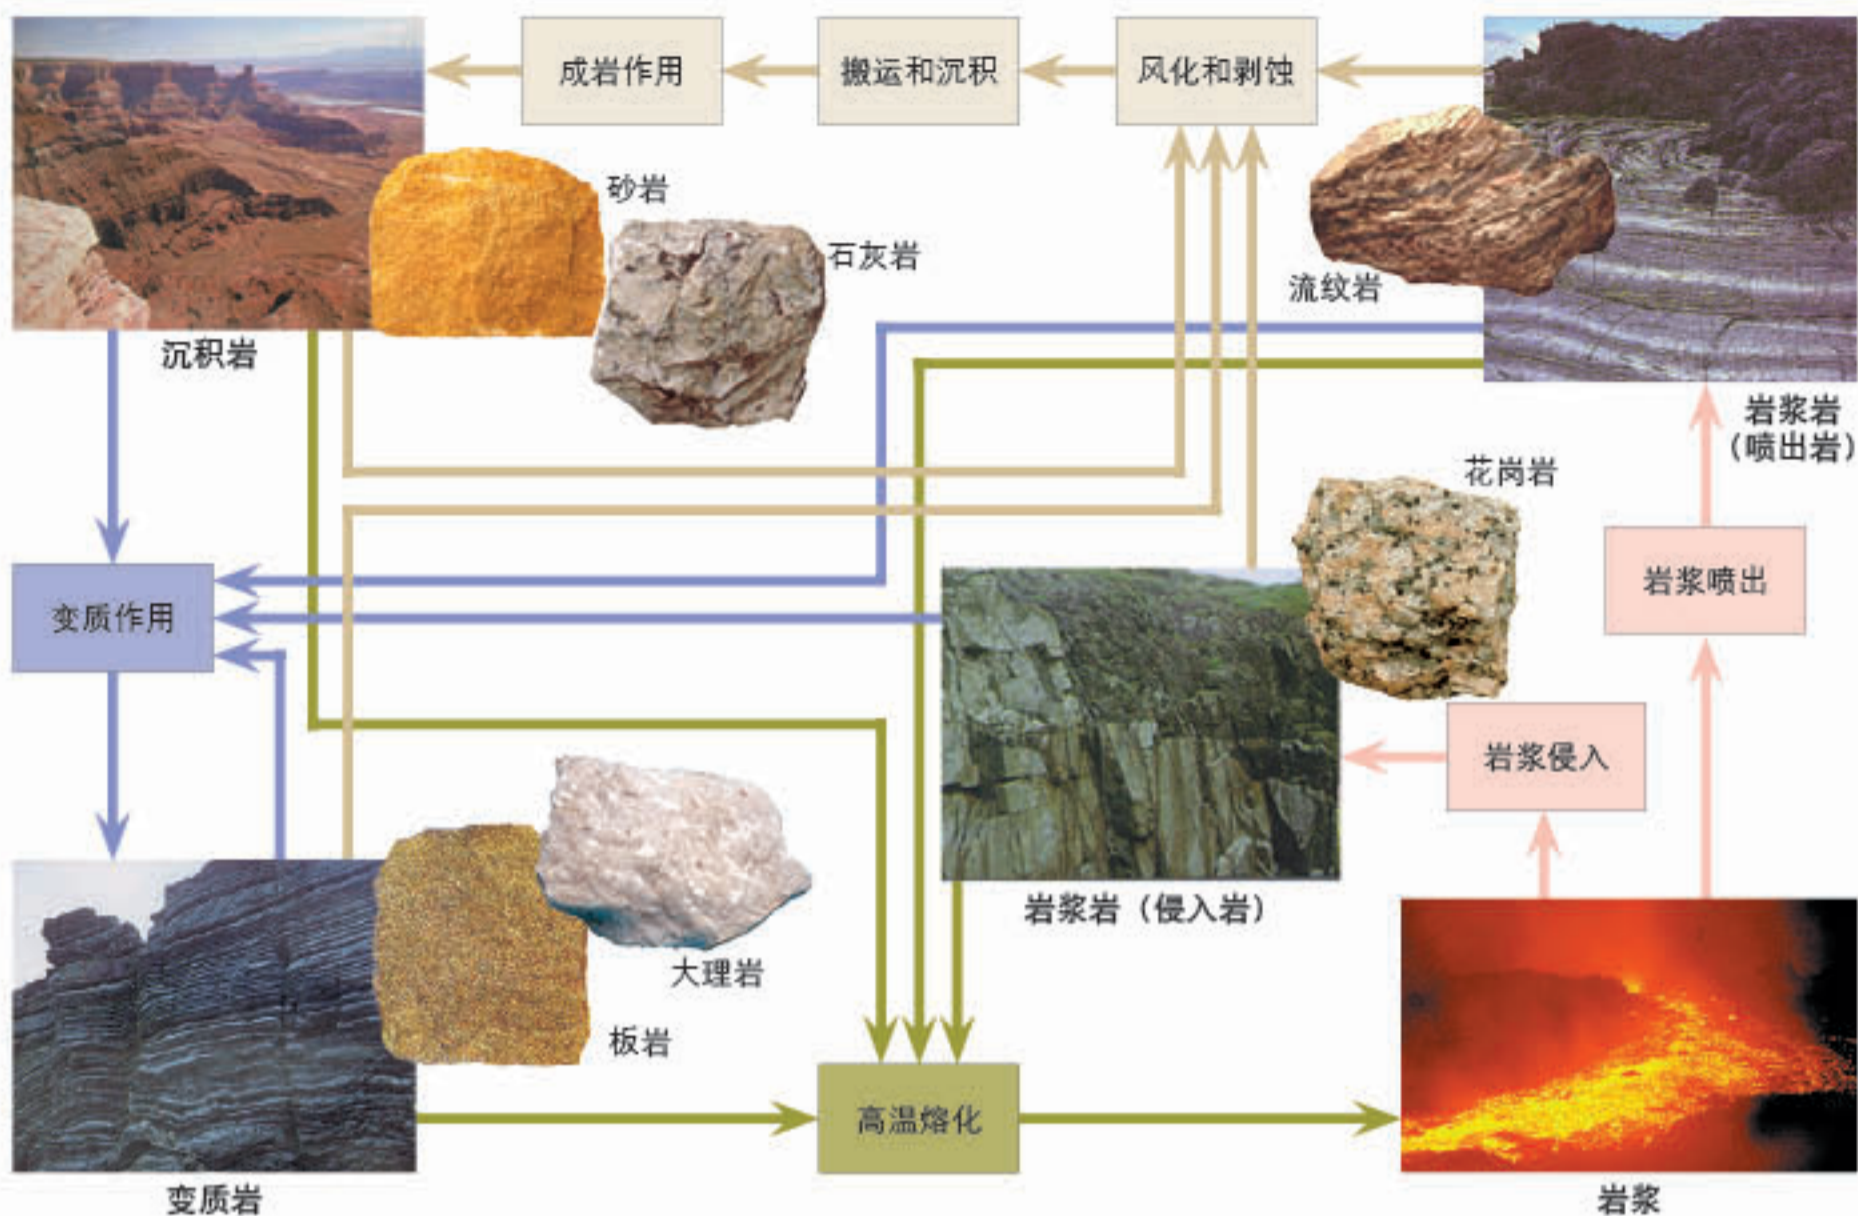 成岩作用
搬运和沉积
风化和剥蚀
砂岩
石灰岩
流纹岩
沉积岩
岩浆岩
（喷出岩）
花岗岩
岩浆喷出
变质作用
岩浆侵入
岩浆岩（侵入岩）
大理岩
板岩
高温熔化
变质岩
岩浆